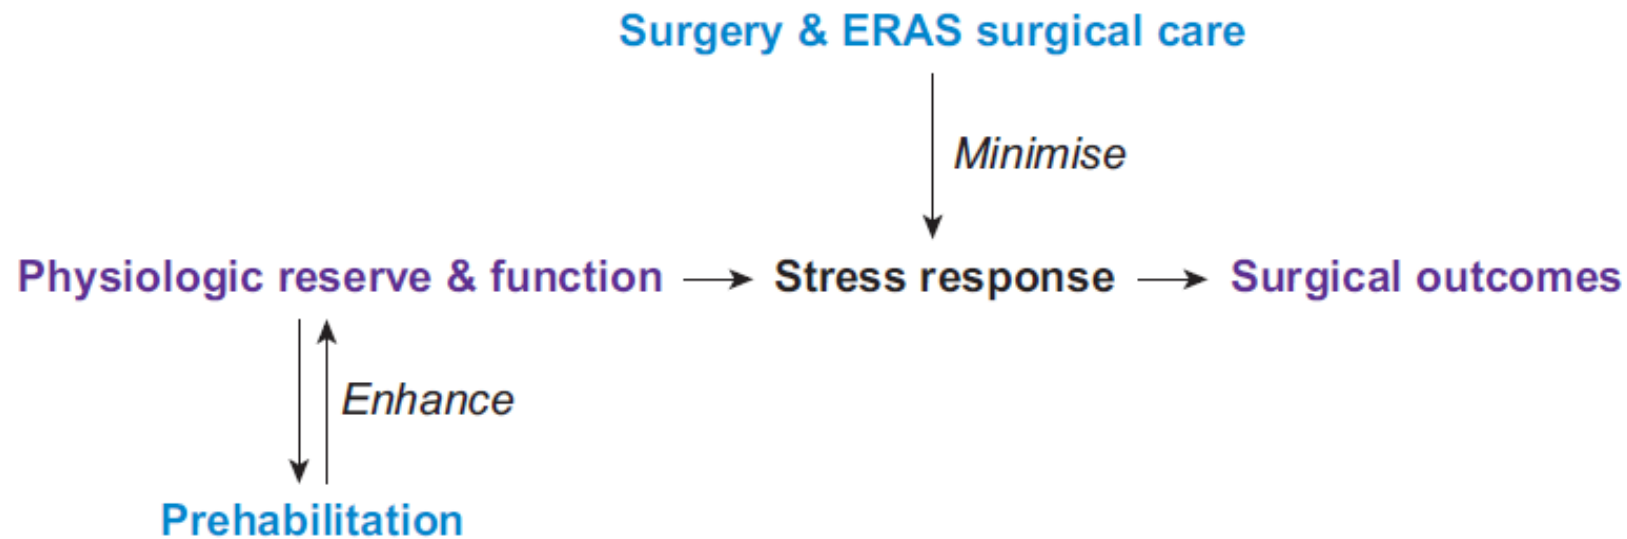 Surgery & ERAS surgical care
Minimise
Physiologic reserve & function
Stress response
Surgical outcomes
Enhance
Prehabilitation